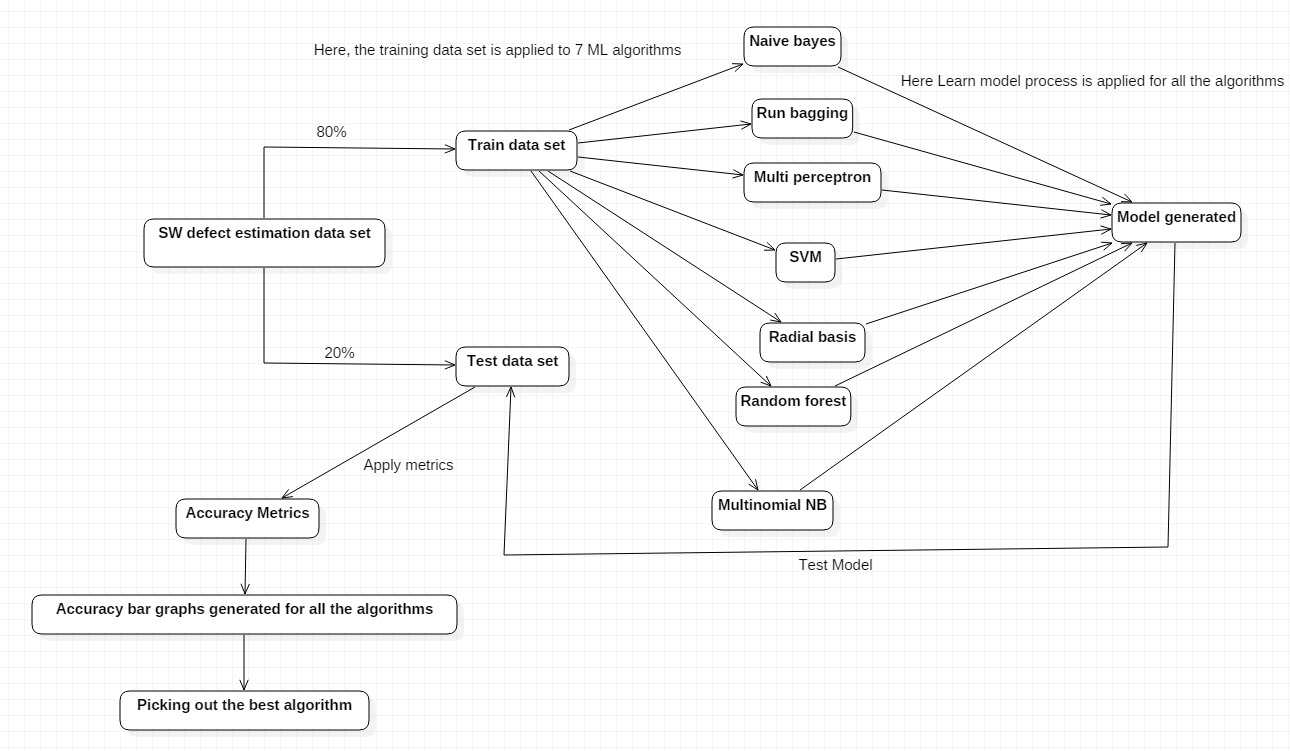 Naive bayes
Here, the training data set is applied to 7 ML algorithms
Here Learn model process is applied for all the algorithms
Run bagging
80%
Train data set
Multi perceptron
Model generated
SW defect estimation data set
SVM
Radial basis
20%
Test data set
Random forest
Apply metrics
Multinomial NB
Accuracy Metrics
Test Model
Accuracy bar graphs generated for all the algorithms
Picking out the best algorithm